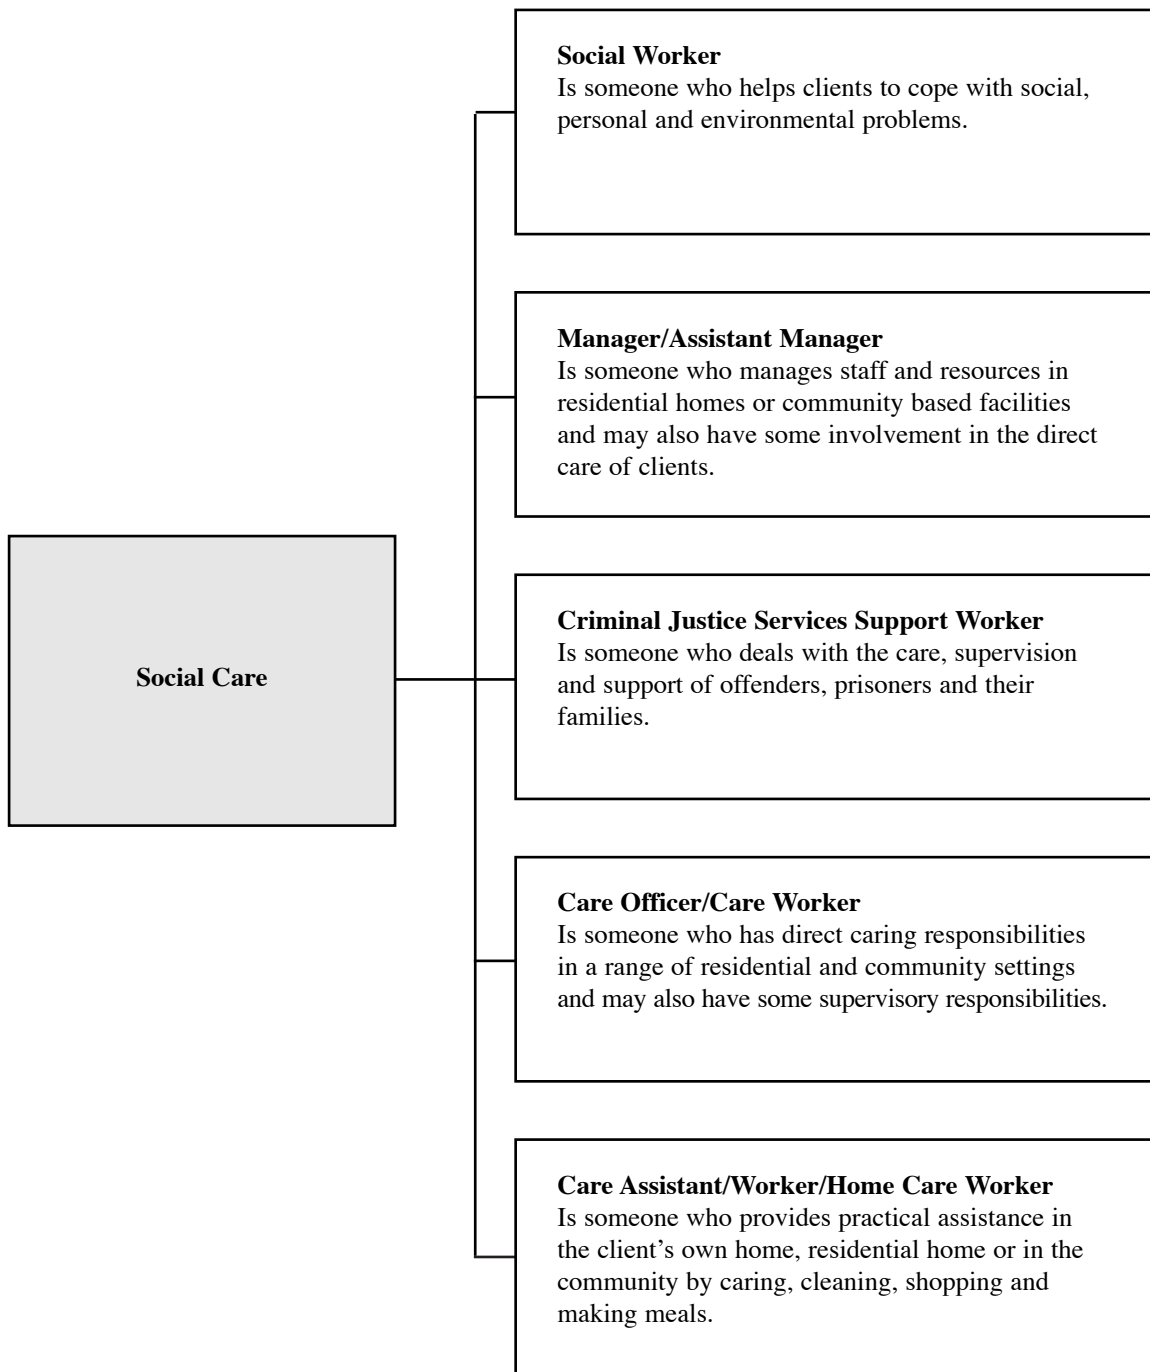 Social Worker
Is someone who helps clients to cope with social,
personal and environmental problems.
Manager/Assistant Manager
Is someone who manages staff and resources in
residential homes or community based facilities
and may also have some involvement in the direct
care of clients.
Social Care
Criminal Justice Services Support Worker
Is someone who deals with the care, supervision
and support of offenders, prisoners and their
families.
Care Officer/Care Worker
Is someone who has direct caring responsibilities
in a range of residential and community settings
and may also have some supervisory responsibilities.
Care Assistant/Worker/Home Care Worker
Is someone who provides practical assistance in
the client’s own home, residential home or in the
community by caring, cleaning, shopping and
making meals.